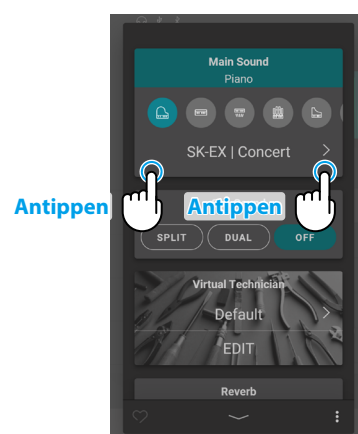 Main Sound
Piano
SK-EX | Concert
Antippen
Antippen
SPLIT DUAL OFF
Virtual Technician
Default
EDIT
Reverb